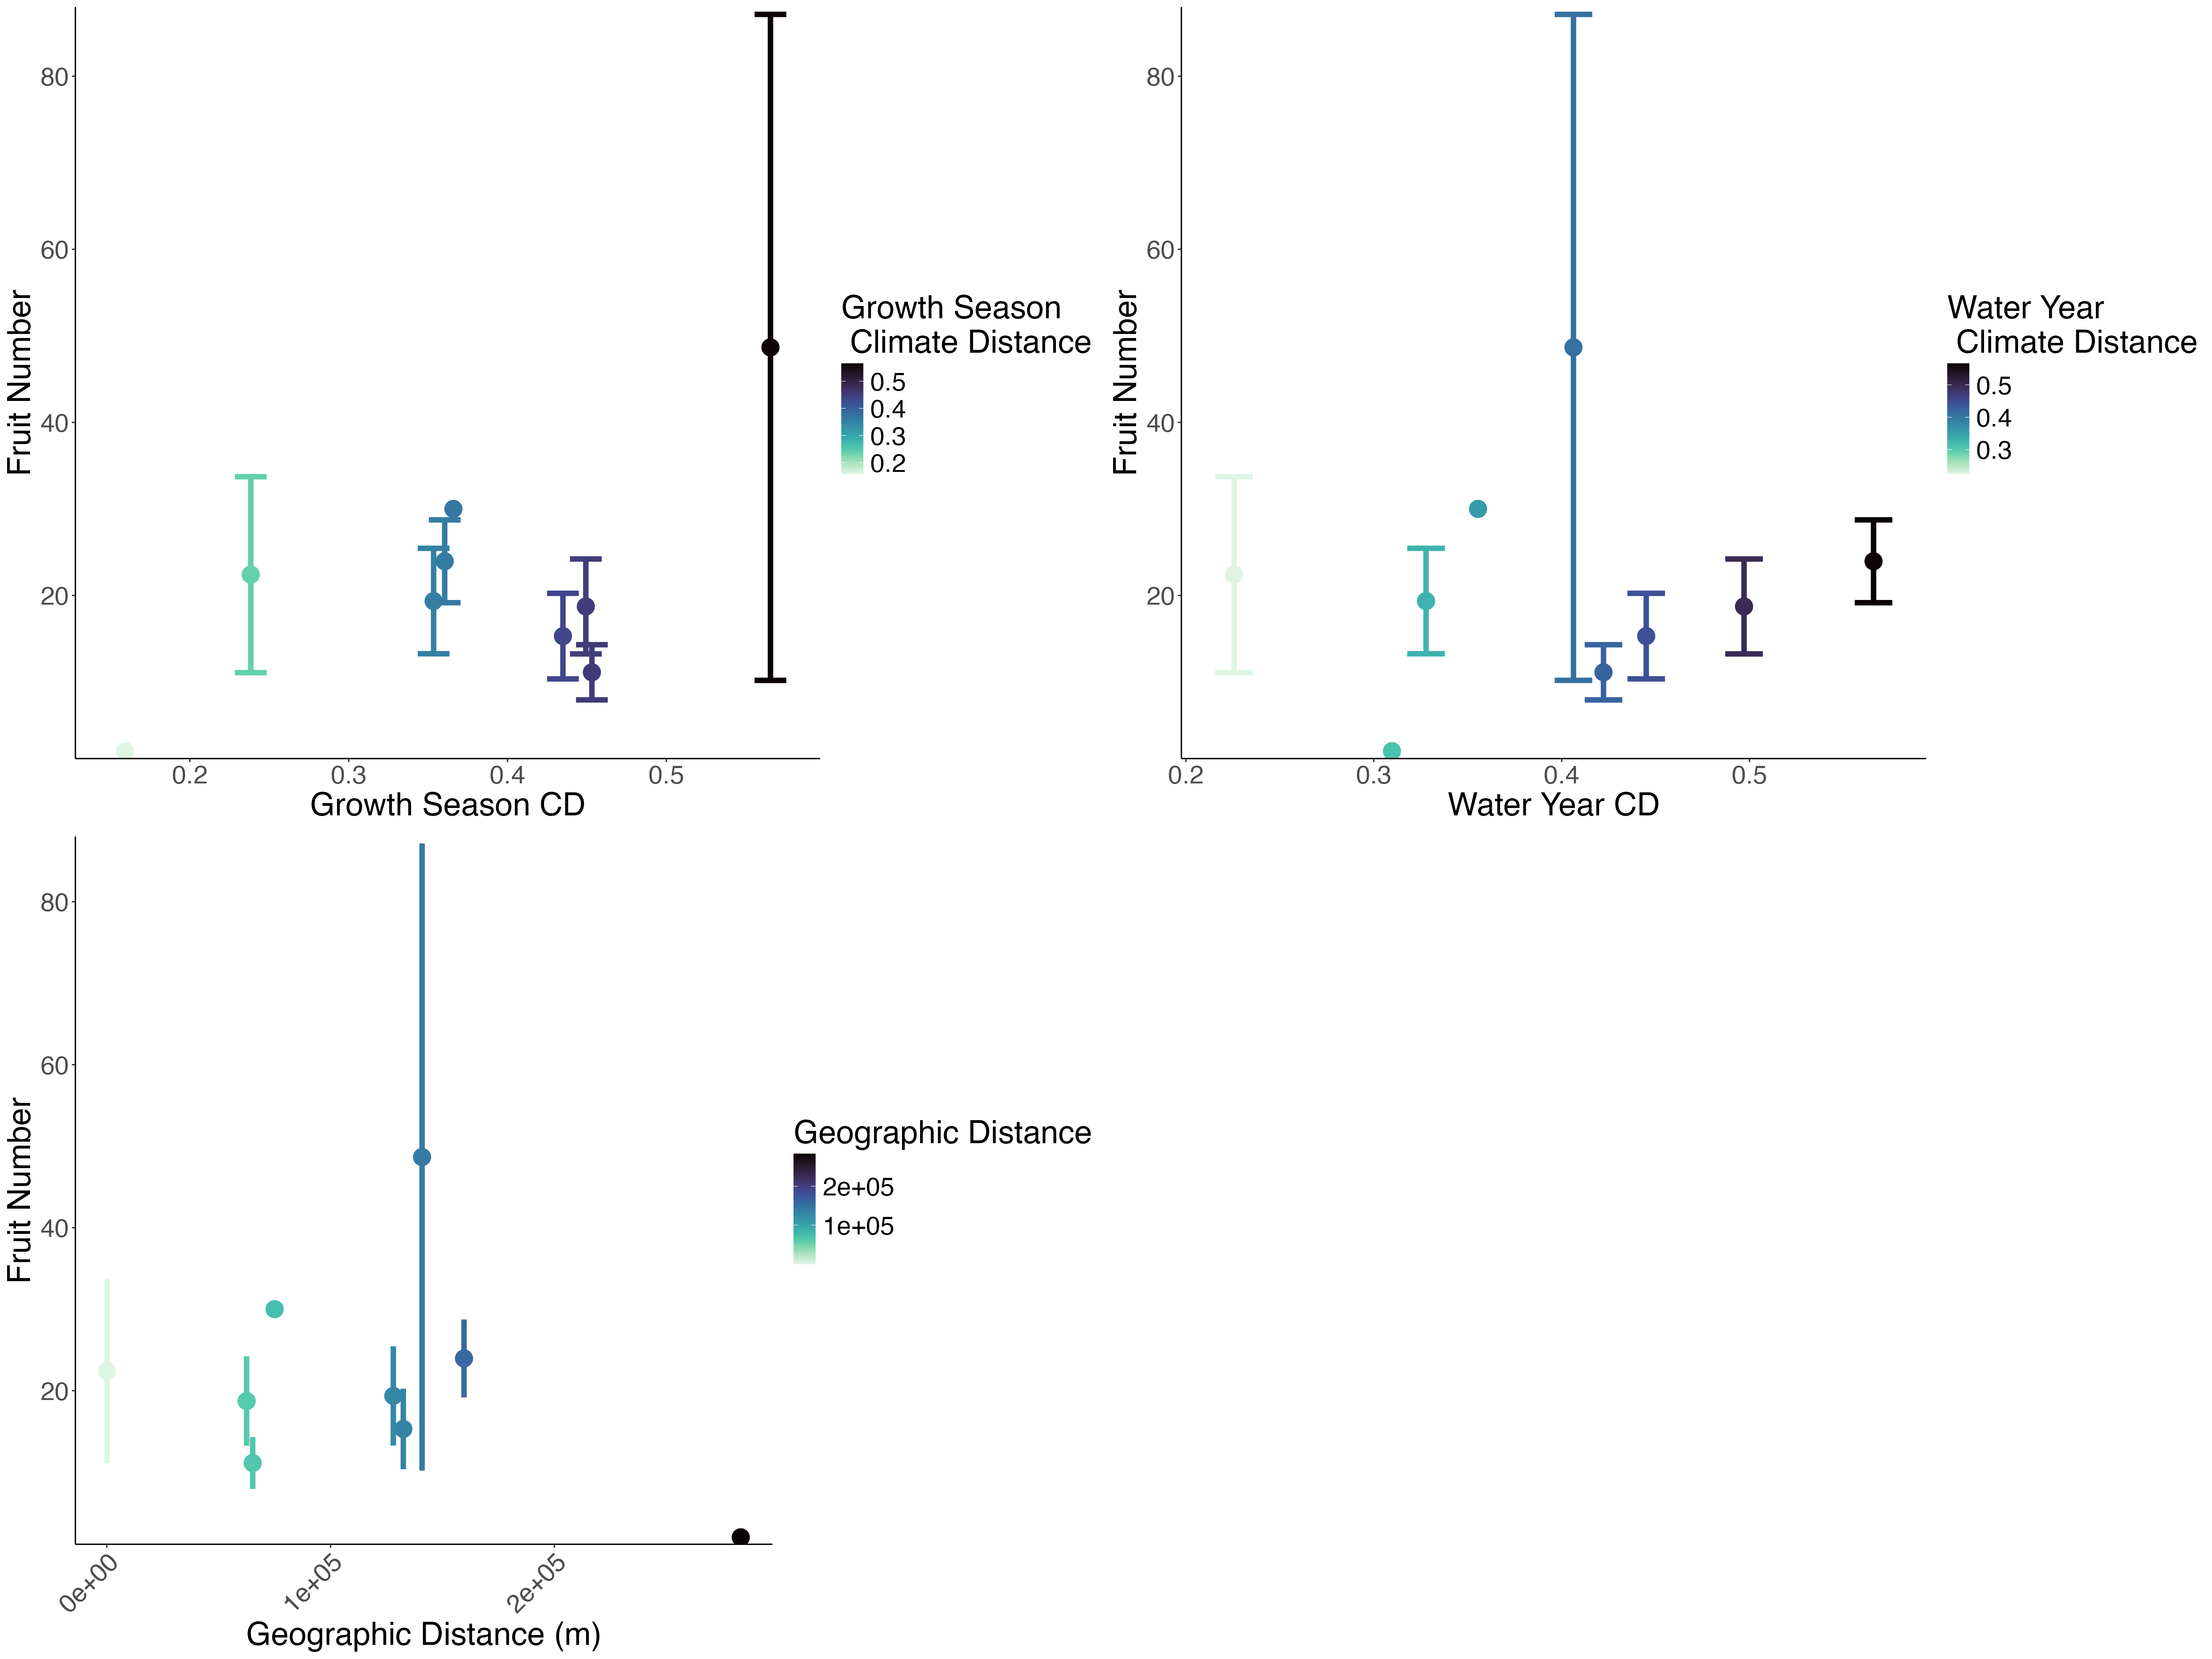 80
60
40
20
Fruit Number
0.2 0.3 0.4 0.5
Growth Season CD
Growth Season
Climate Distance
0.5
0.4
0.3
0.2
80
60
40
20
Fruit Number
0.2 0.3 0.4 0.5
Water Year CD
Water Year
Climate Distance
0.5
0.4
0.3
80
60
40
20
Fruit Number
0e+00 1e+05 2e+05
Geographic Distance (m)
Geographic Distance
2e+05
1e+05